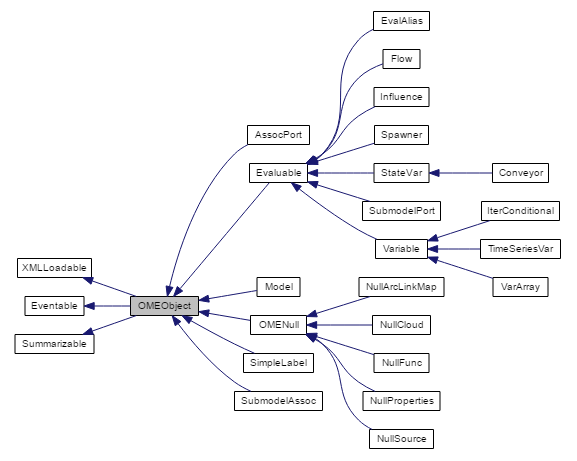 EvalAlias
Flow
Influence
AssocPort
Spawner
Evaluable
StateVar
Conveyor
SubmodelPort
IterConditional
Variable
TimeSeriesVar
XMLLoadable
Model
NullArcLinkMap
VarArray
Eventable
OMEObject
OMENull
NullCloud
Summarizable
SimpleLabel
NullFunc
SubmodelAssoc
NullProperties
NullSource